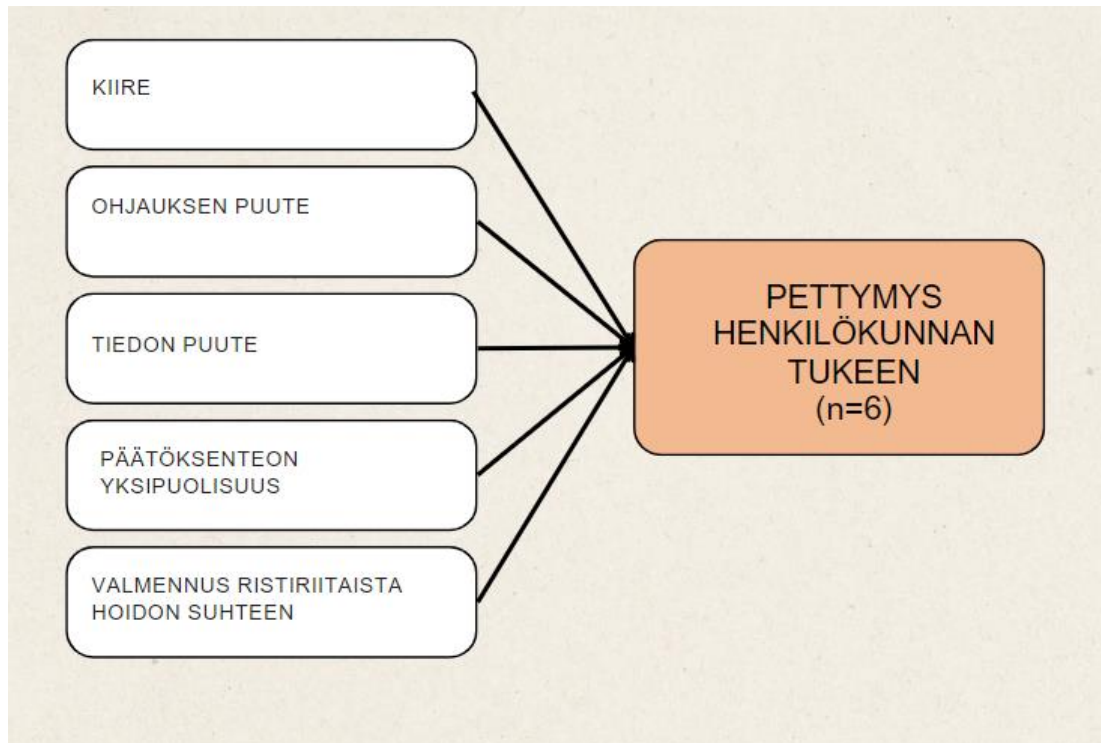 KIIRE
OHJAUKSEN PUUTE
TIEDON PUUTE
PÄÄTÖKSENTEON
YKSIPUOLISUUS
VALMENNUS RISTIRIITAISTA
HOIDON SUHTEEN
PETTYMYS
HENKILÖKUNNAN
TUKEEN
(n=6)